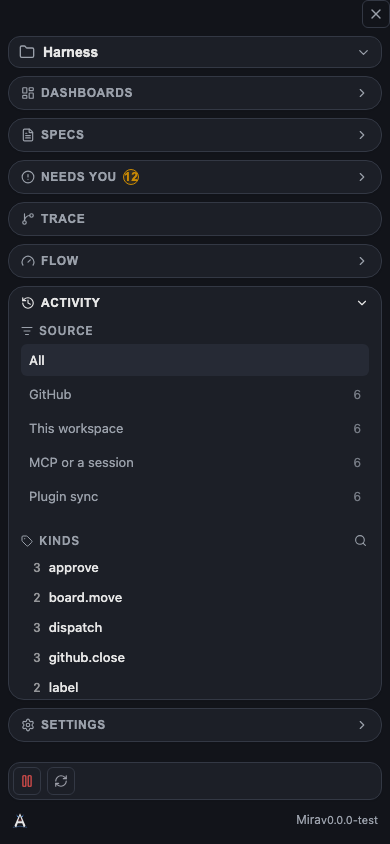 Harness
DASHBOARDS
SPECS
NEEDS YOU 12
TRACE
FLOW
ACTIVITY
SOURCE
All
GitHub 6
This workspace 6
MCP or a session 6
Plugin sync 6
KINDS
3 approve
2 board.move
3 dispatch
3 github.close
2 label
SETTINGS
A Mirav0.0.0-test